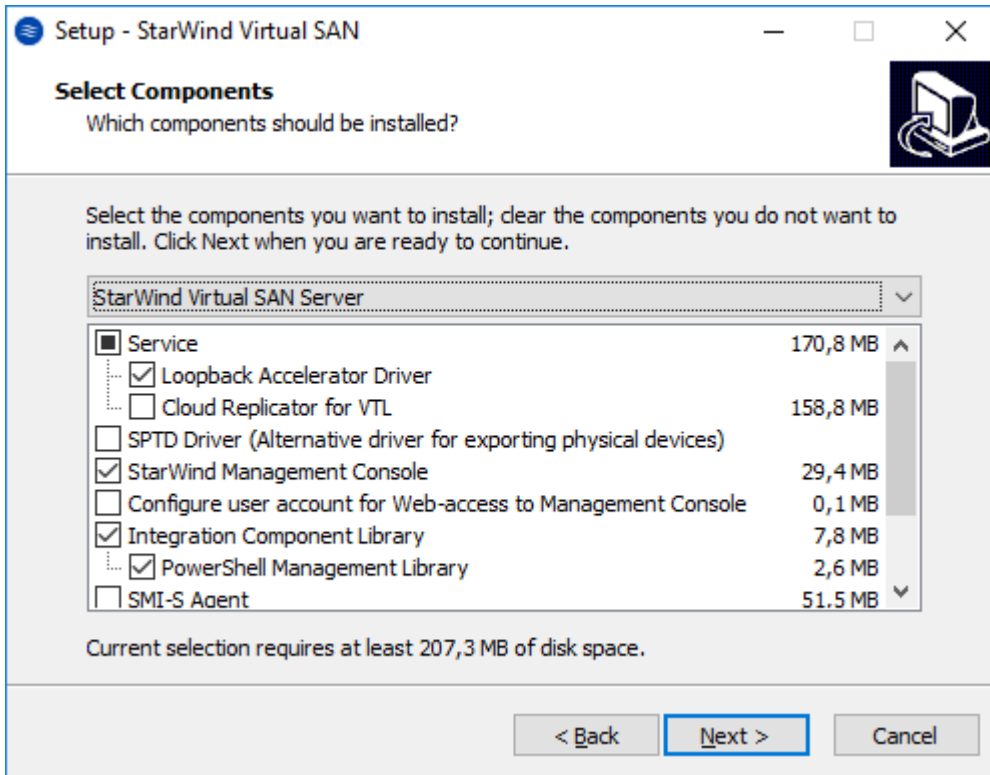 Setup - StarWind Virtual SAN
Select Components
Which components should be installed?
Select the components you want to install; clear the components you do not want to
install. Click Next when you are ready to continue.
StarWind Virtual SAN Server
Service 170,8 MB
Loopback Accelerator Driver
Cloud Replicator for VTL 158,8 MB
SPTD Driver (Alternative driver for exporting physical devices)
StarWind Management Console 29,4 MB
Configure user account for Web-access to Management Console 0,1 MB
Integration Component Library 7,8 MB
PowerShell Management Library 2,6 MB
SMI-S Agent 51,5 MB
Current selection requires at least 207,3 MB of disk space.
< Back Next > Cancel